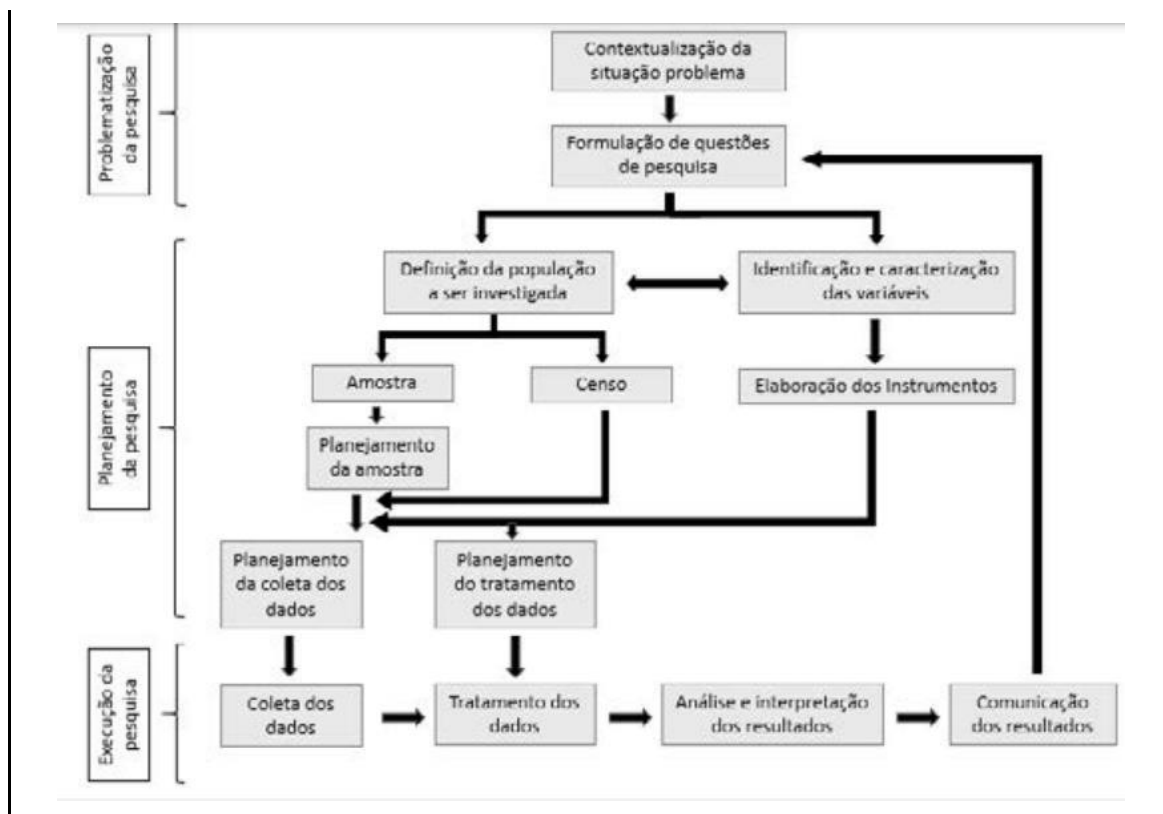 Problematização
da pesquisa
Contextualização da
situação problema
Formulação de questões
de pesquisa
Planejamento
da pesquisa
Definição da população
a ser investigada
Identificação e caracterização
das variáveis
Amostra
Censo
Elaboração dos Instrumentos
Planejamento
da amostra
Planejamento
da coleta dos
dados
Planejamento
do tratamento
dos dados
Execução da
pesquisa
Coleta dos
dados
Tratamento dos
dados
Análise e interpretação
dos resultados
Comunicação
dos resultados